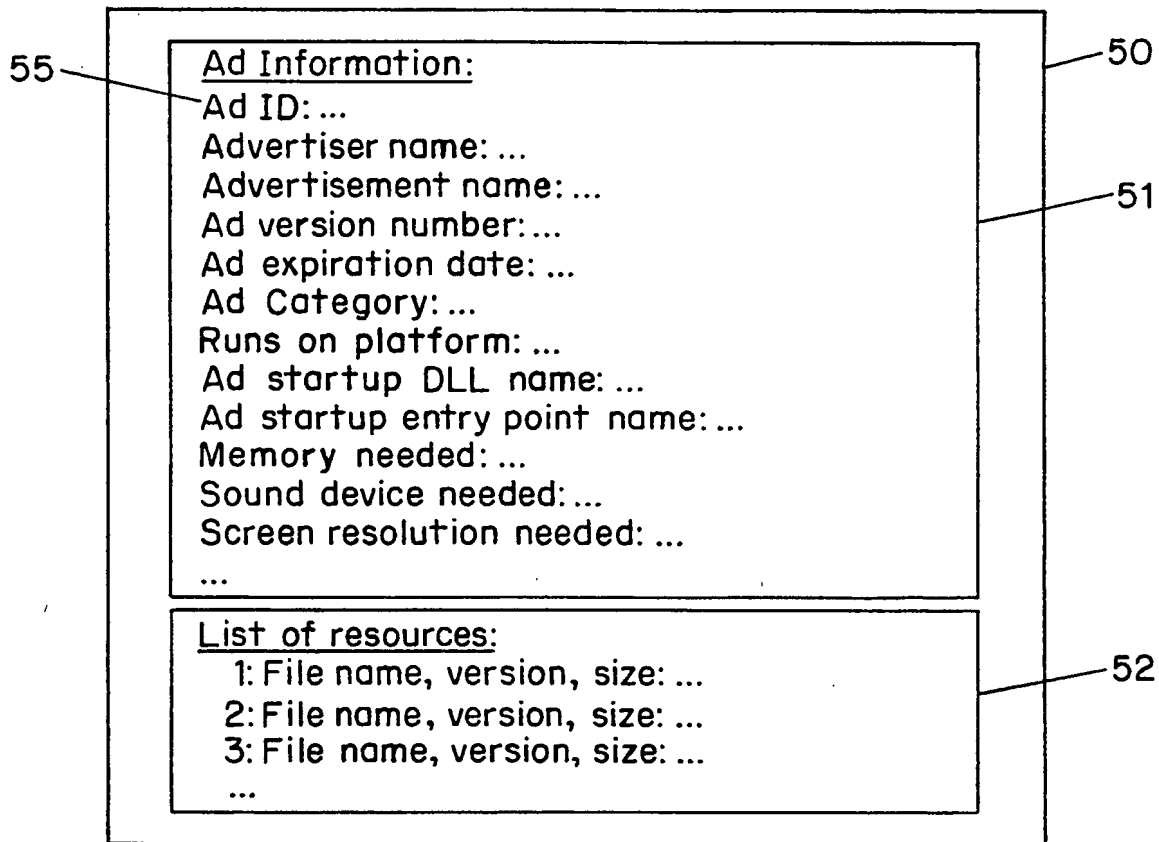 50
55
Ad Information:
Ad ID: ...
Advertiser name: ...
Advertisement name: ...
51
Ad version number: ...
Ad expiration date: ...
Ad Category: ...
Runs on platform: ...
Ad startup DLL name: ...
Ad startup entry point name: ...
Memory needed: ...
Sound device needed: ...
Screen resolution needed: ...
...
List of resources:
1: File name, version, size: ...
52
2: File name, version, size: ...
3: File name, version, size: ...
...